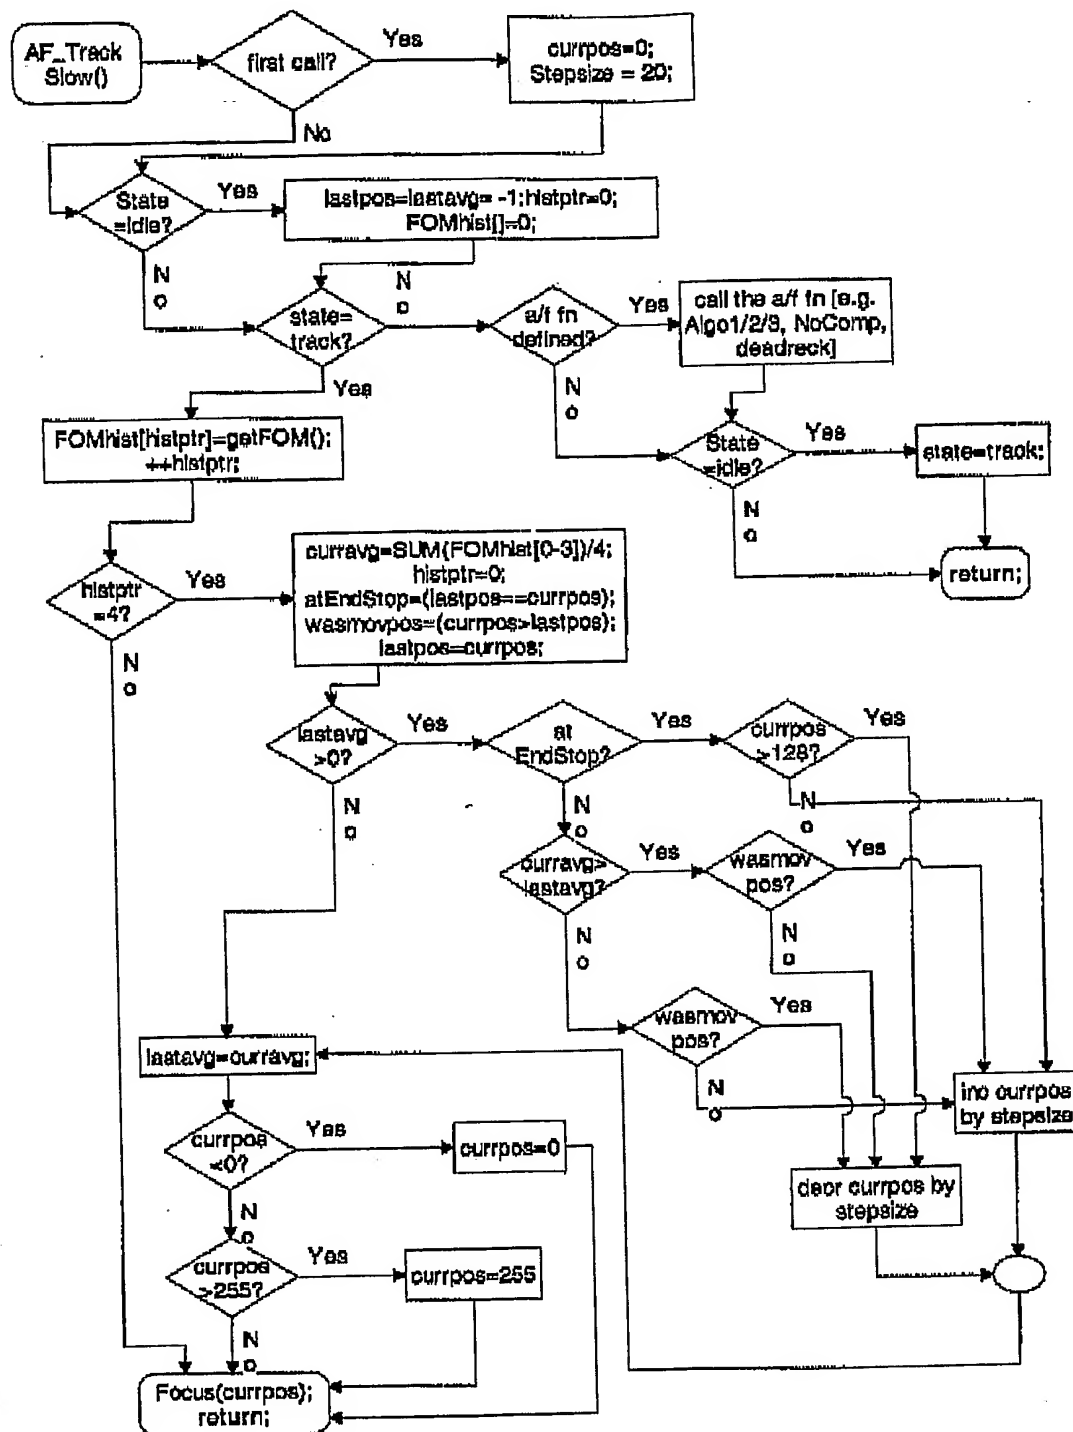 AF_Track
Slow()
first call?
Yes
currpos=0;
Stepsize = 20;
No
State
=idle?
Yes
lastpos=lastavg= -1;histptr=0;
FOMhist[]=0;
N
o
N
o
state=
track?
a/f fn
defined?
Yes
call the a/f fn [e.g.
Algo1/2/3, NoComp,
deadreck]
Yes
N
o
FOMhist[histptr]=getFOM();
++histptr;
State
=idle?
Yes
state=track;
N
o
return;
histptr
=4?
Yes
curravg=SUM(FOMhist[0-3])/4;
histptr=0;
atEndStop=(lastpos==currpos);
wasmovpos=(currpos>lastpos);
lastpos=currpos;
N
o
lastavg
>0?
Yes
at
EndStop?
Yes
currpos
>128?
Yes
N
o
N
o
N
o
curravg>
lastavg?
Yes
wasmov
pos?
Yes
N
o
N
o
wasmov
pos?
Yes
N
o
lastavg=curravg;
inc currpos
by stepsize
currpos
<0?
Yes
currpos=0
decr currpos by
stepsize
N
o
currpos
>255?
Yes
currpos=255
N
o
Focus(currpos);
return;